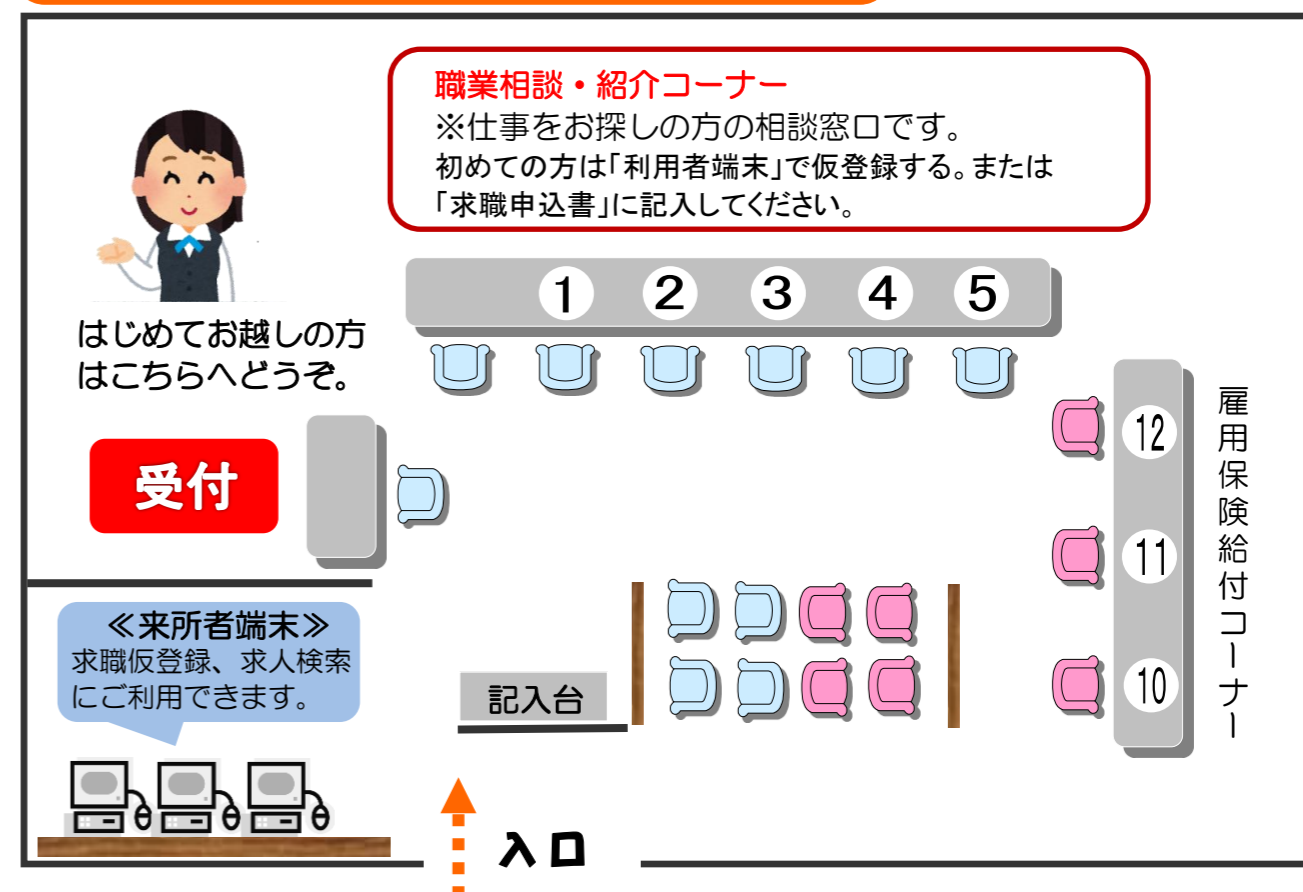 職業相談・紹介コーナー
※仕事をお探しの方の相談窓口です。
初めての方は「利用者端末」で仮登録する。または
「求職申込書」に記入してください。
はじめてお越しの方
はこちらへどうぞ。
1 2 3 4 5
受付
12
11
10
雇用保険給付コーナー
≪来所者端末≫
求職仮登録、求人検索
にご利用できます。
記入台
入口